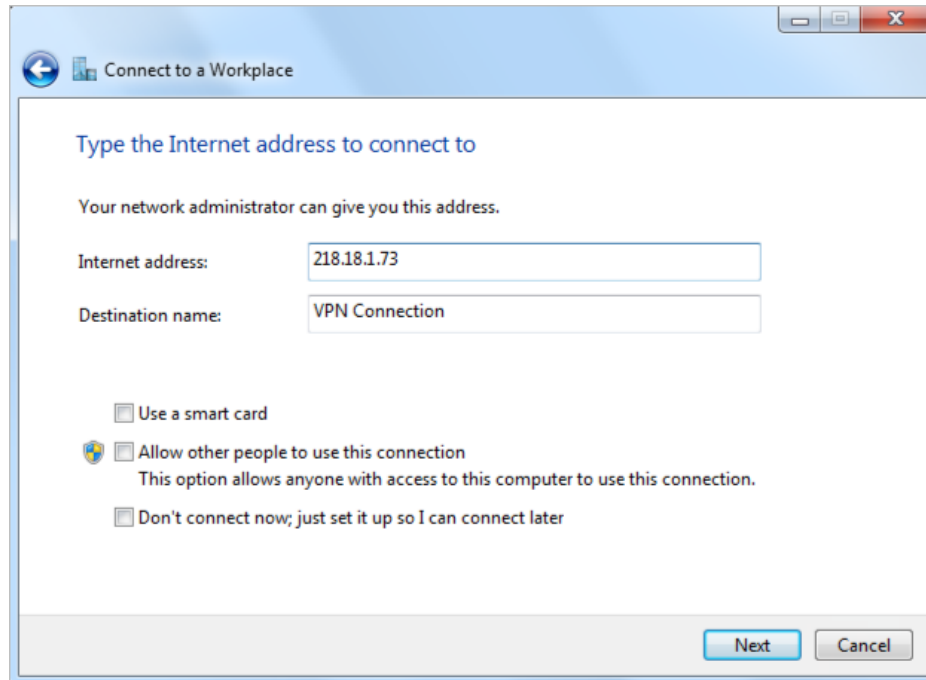 Connect to a Workplace
Type the Internet address to connect to
Your network administrator can give you this address.
Internet address: 218.18.1.73
Destination name: VPN Connection
Use a smart card
Allow other people to use this connection
This option allows anyone with access to this computer to use this connection.
Don't connect now; just set it up so I can connect later
Next Cancel